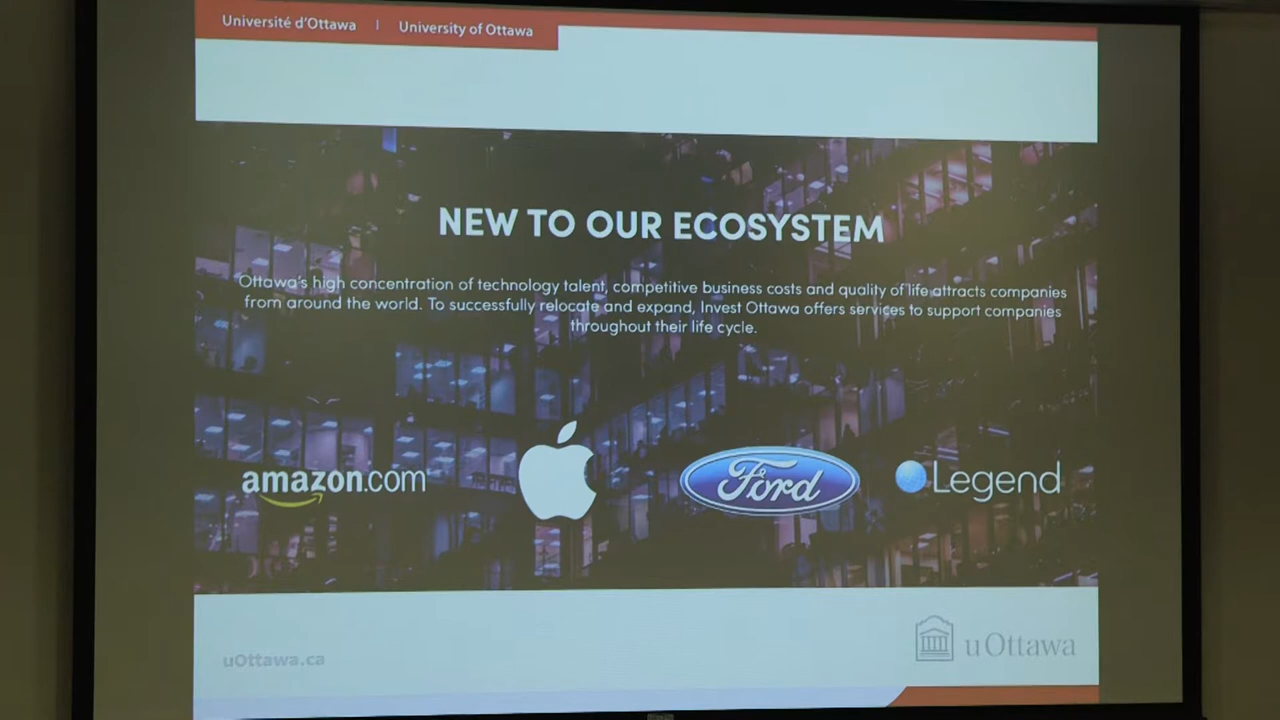 Université d'Ottawa | University of Ottawa
NEW TO OUR ECOSYSTEM
Ottawa's high concentration of technology talent, competitive business costs and quality of life attracts companies
from around the world. To successfully relocate and expand, Invest Ottawa offers services to support companies
throughout their life cycle.
amazon.com Ford Legend
uOttawa.ca uOttawa